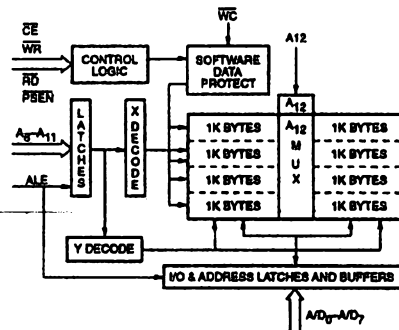 CE
WR
RD
PSEN
CONTROL
LOGIC
WC
SOFTWARE
DATA
PROTECT
A12
A8–A11
ALE
LATCHES
X DECODE
A12
A12
MUX
1K BYTES
1K BYTES
1K BYTES
1K BYTES
1K BYTES
1K BYTES
1K BYTES
1K BYTES
Y DECODE
I/O & ADDRESS LATCHES AND BUFFERS
A/D0–A/D7